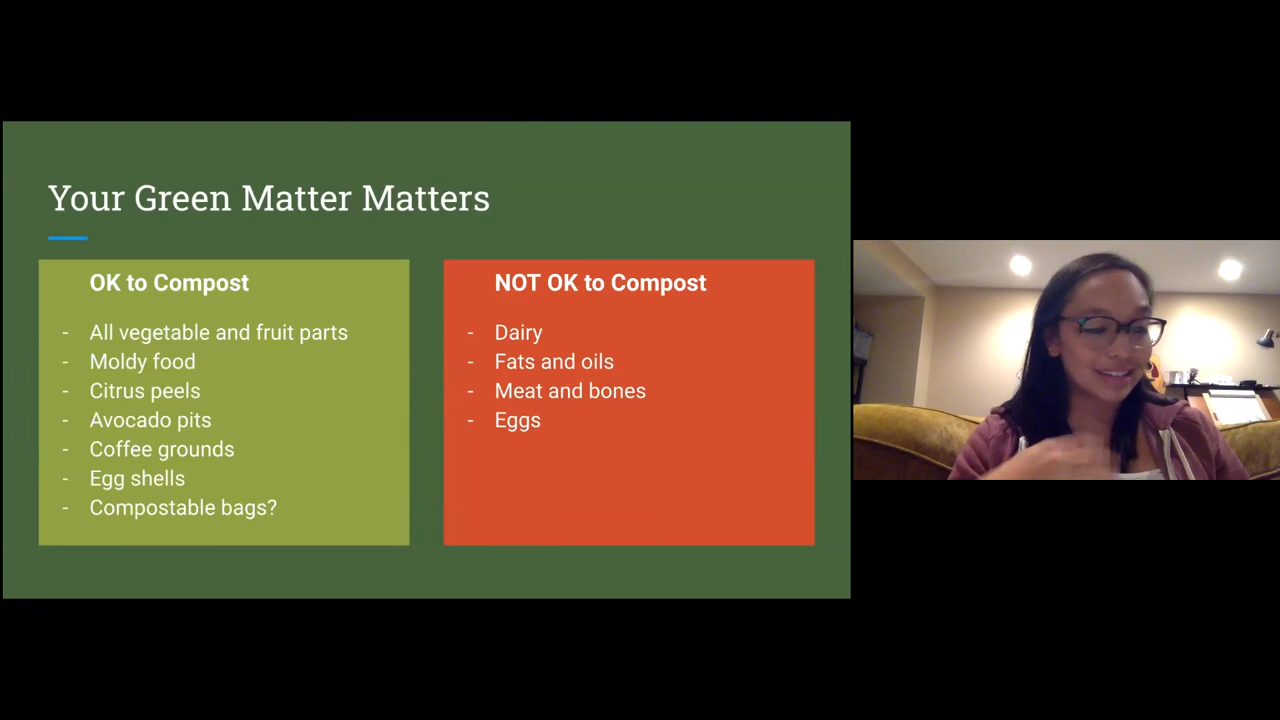 Your Green Matter Matters
OK to Compost
- All vegetable and fruit parts
- Moldy food
- Citrus peels
- Avocado pits
- Coffee grounds
- Egg shells
- Compostable bags?
NOT OK to Compost
- Dairy
- Fats and oils
- Meat and bones
- Eggs